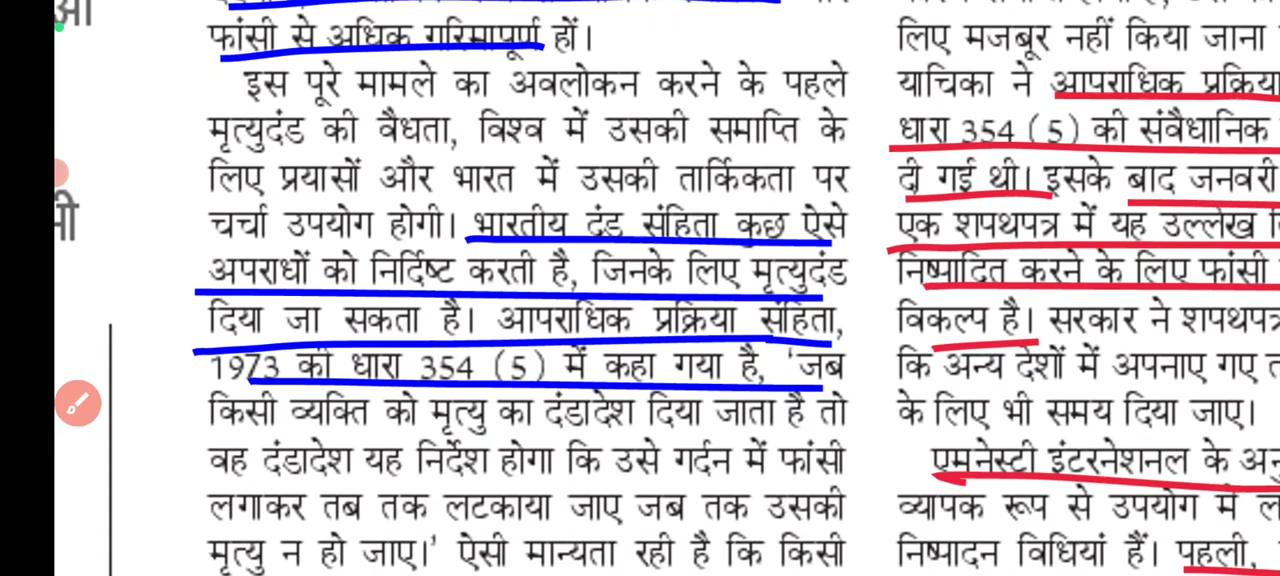 फांसी से अधिक गरिमापूर्ण हों।
इस पूरे मामले का अवलोकन करने के पहले
मृत्युदंड की वैधता, विश्व में उसकी समाप्ति के
लिए प्रयासों और भारत में उसकी तार्किकता पर
चर्चा उपयोग होगी। भारतीय दंड संहिता कुछ ऐसे
अपराधों को निर्दिष्ट करती है, जिनके लिए मृत्युदंड
दिया जा सकता है। आपराधिक प्रक्रिया संहिता,
1973 की धारा 354 (5) में कहा गया है, 'जब
किसी व्यक्ति को मृत्यु का दंडादेश दिया जाता है तो
वह दंडादेश यह निर्देश होगा कि उसे गर्दन में फांसी
लगाकर तब तक लटकाया जाए जब तक उसकी
मृत्यु न हो जाए।' ऐसी मान्यता रही है कि किसी
लिए मजबूर नहीं किया जाना
याचिका ने आपराधिक प्रक्रिया
धारा 354 (5) की संवैधानिक
दी गई थी। इसके बाद जनवरी
एक शपथपत्र में यह उल्लेख
निष्पादित करने के लिए फांसी
विकल्प है। सरकार ने शपथपत्र
कि अन्य देशों में अपनाए गए
के लिए भी समय दिया जाए।
एमनेस्टी इंटरनेशनल के
व्यापक रूप से उपयोग में
निष्पादन विधियां हैं। पहली,